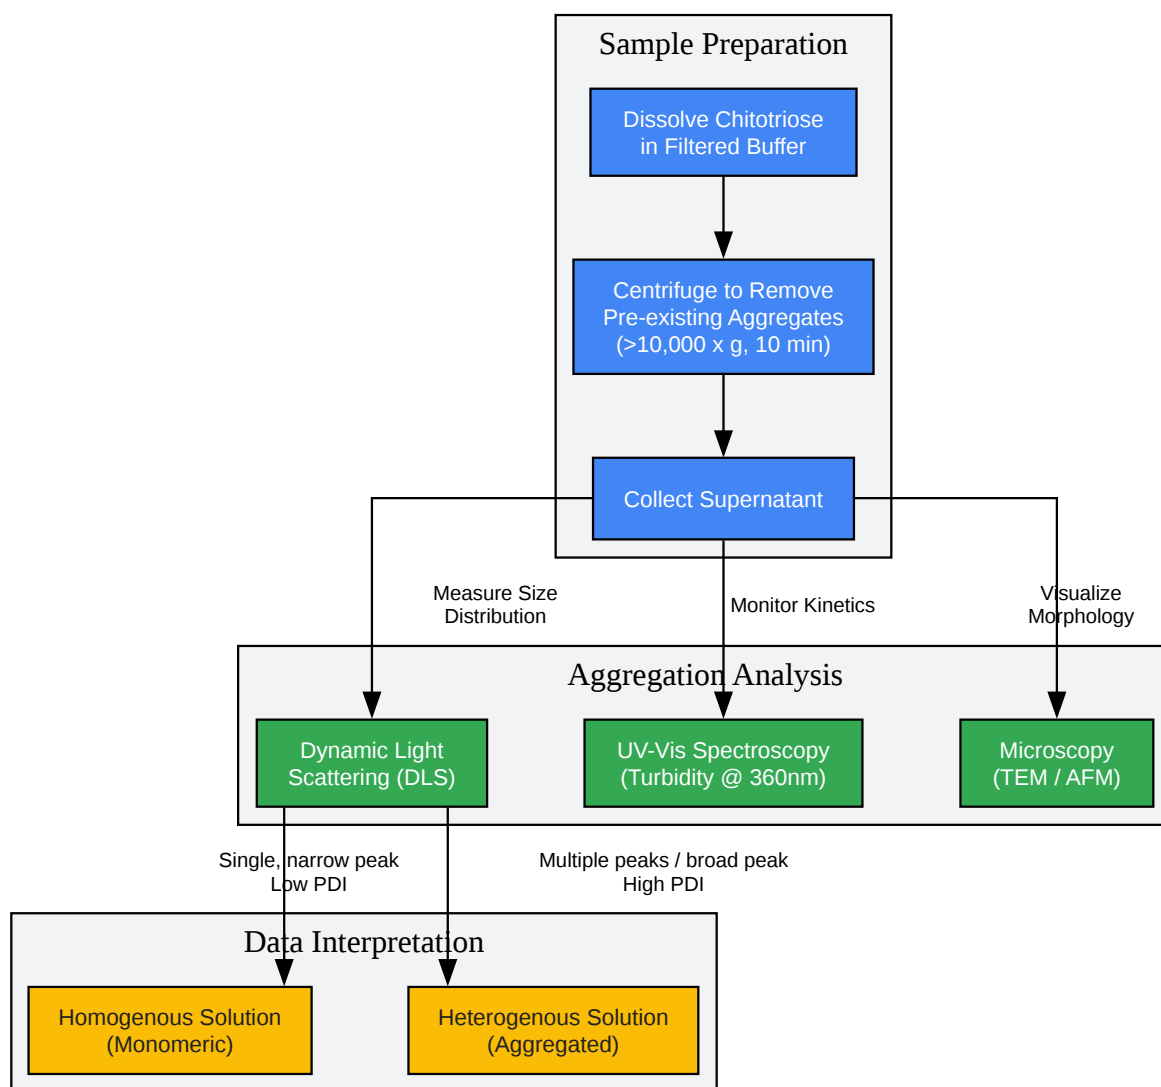 Sample Preparation
Dissolve Chitotriose
in Filtered Buffer
Centrifuge to Remove
Pre-existing Aggregates
(>10,000 x g, 10 min)
Collect Supernatant
Measure Size
Distribution
Monitor Kinetics
Visualize
Morphology
Aggregation Analysis
Dynamic Light
Scattering (DLS)
UV-Vis Spectroscopy
(Turbidity @ 360nm)
Microscopy
(TEM / AFM)
Single, narrow peak
Low PDI
Multiple peaks / broad peak
High PDI
Data Interpretation
Homogenous Solution
(Monomeric)
Heterogenous Solution
(Aggregated)